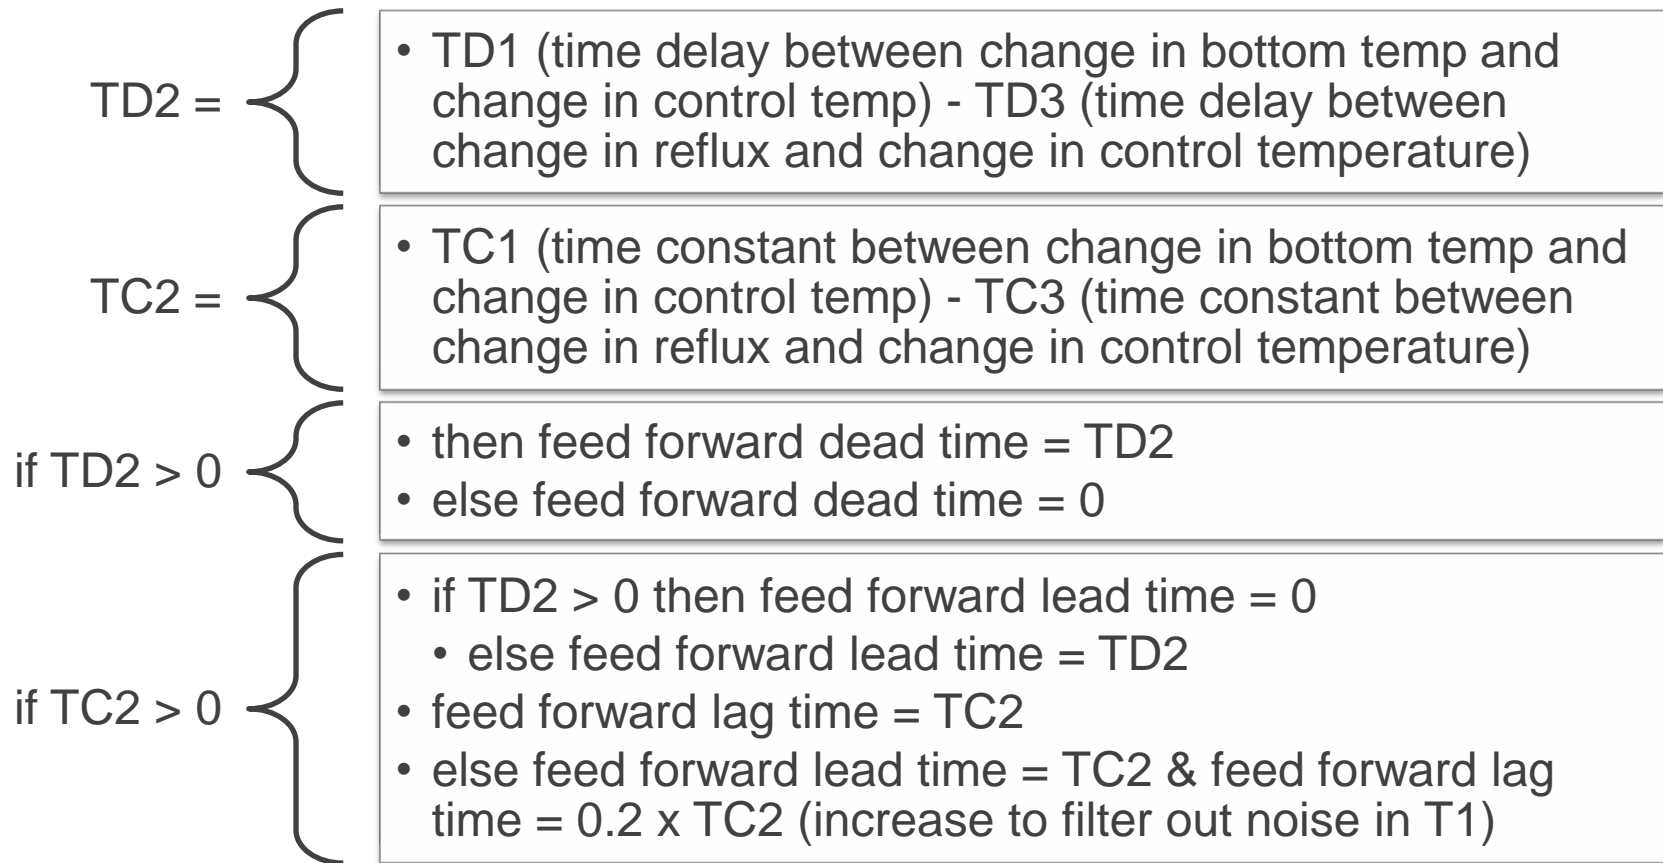 TD2 =
• TD1 (time delay between change in bottom temp and
change in control temp) - TD3 (time delay between
change in reflux and change in control temperature)
TC2 =
• TC1 (time constant between change in bottom temp and
change in control temp) - TC3 (time constant between
change in reflux and change in control temperature)
if TD2 > 0
• then feed forward dead time = TD2
• else feed forward dead time = 0
if TC2 > 0
• if TD2 > 0 then feed forward lead time = 0
• else feed forward lead time = TD2
• feed forward lag time = TC2
• else feed forward lead time = TC2 & feed forward lag
time = 0.2 x TC2 (increase to filter out noise in T1)